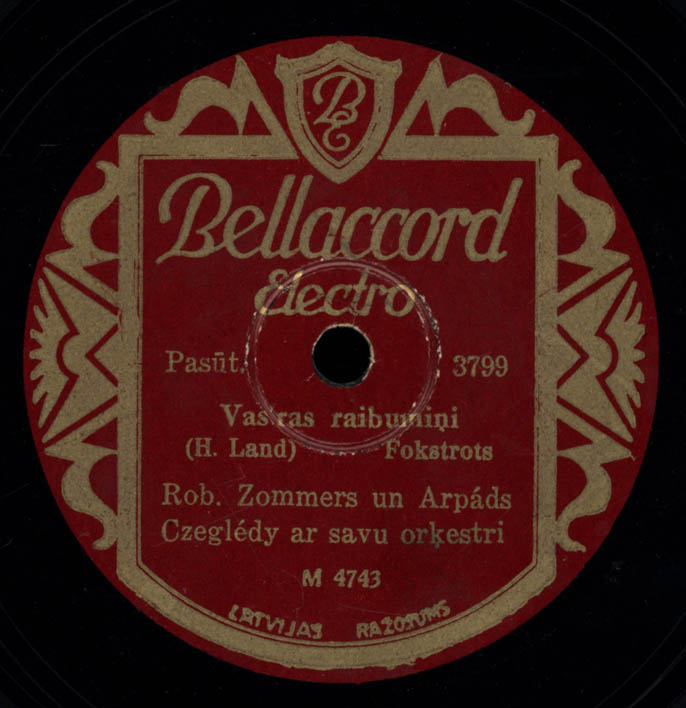 BE
Bellaccord
Electro
Pasūt. 3799
Vasaras raibumiņi
(H. Land) Fokstrots
Rob. Zommers un Arpáds
Czeglédy ar savu orķestri
M 4743
LATVIJAS RAŽOJUMS